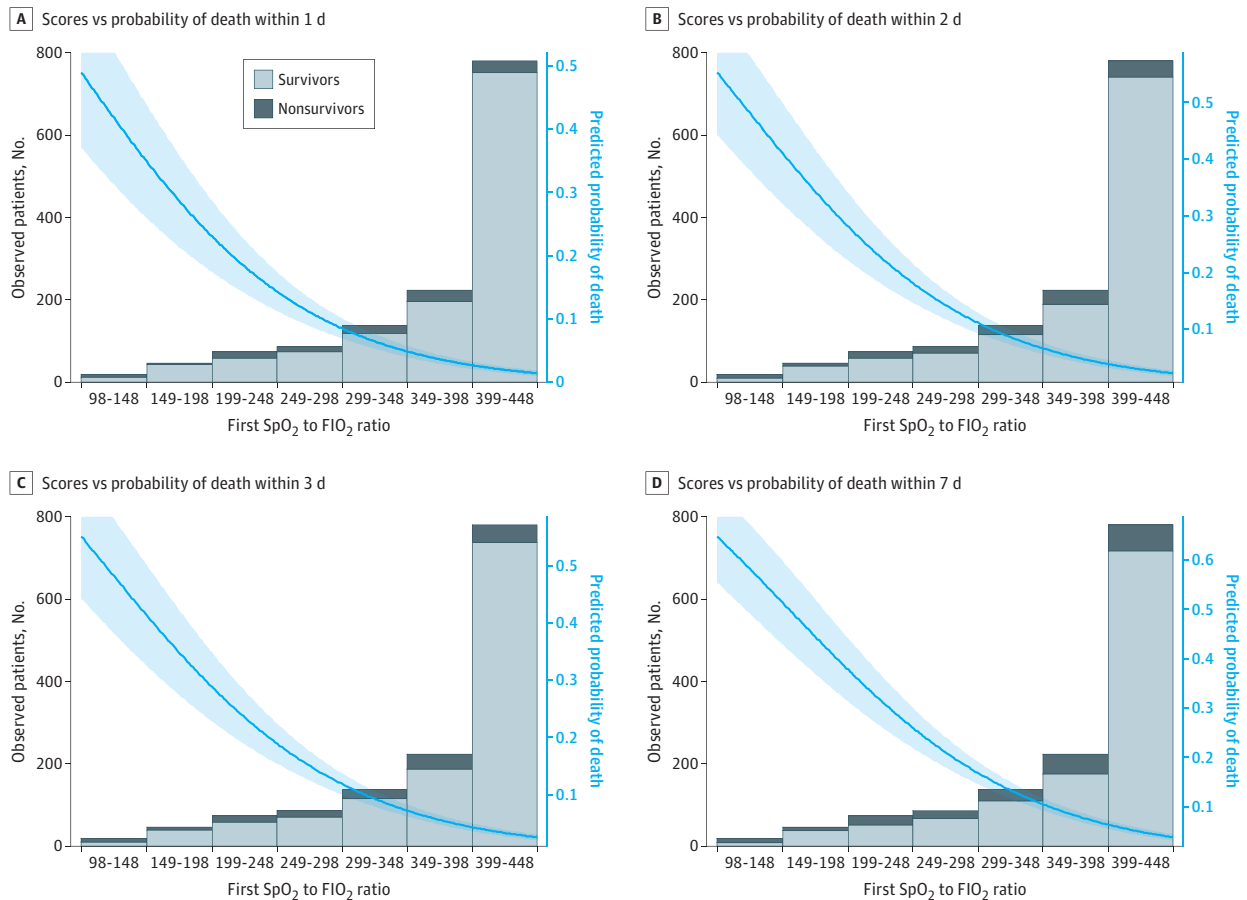 A Scores vs probability of death within 1 d
800
600
400
200
0
Observed patients, No.
Survivors
Nonsurvivors
0.5
0.4
0.3
0.2
0.1
0
Predicted probability of death
98-148 149-198 199-248 249-298 299-348 349-398 399-448
First SpO₂ to FIO₂ ratio
B Scores vs probability of death within 2 d
800
600
400
200
0
Observed patients, No.
0.5
0.4
0.3
0.2
0.1
Predicted probability of death
98-148 149-198 199-248 249-298 299-348 349-398 399-448
First SpO₂ to FIO₂ ratio
C Scores vs probability of death within 3 d
800
600
400
200
0
Observed patients, No.
0.5
0.4
0.3
0.2
0.1
Predicted probability of death
98-148 149-198 199-248 249-298 299-348 349-398 399-448
First SpO₂ to FIO₂ ratio
D Scores vs probability of death within 7 d
800
600
400
200
0
Observed patients, No.
0.6
0.5
0.4
0.3
0.2
0.1
Predicted probability of death
98-148 149-198 199-248 249-298 299-348 349-398 399-448
First SpO₂ to FIO₂ ratio